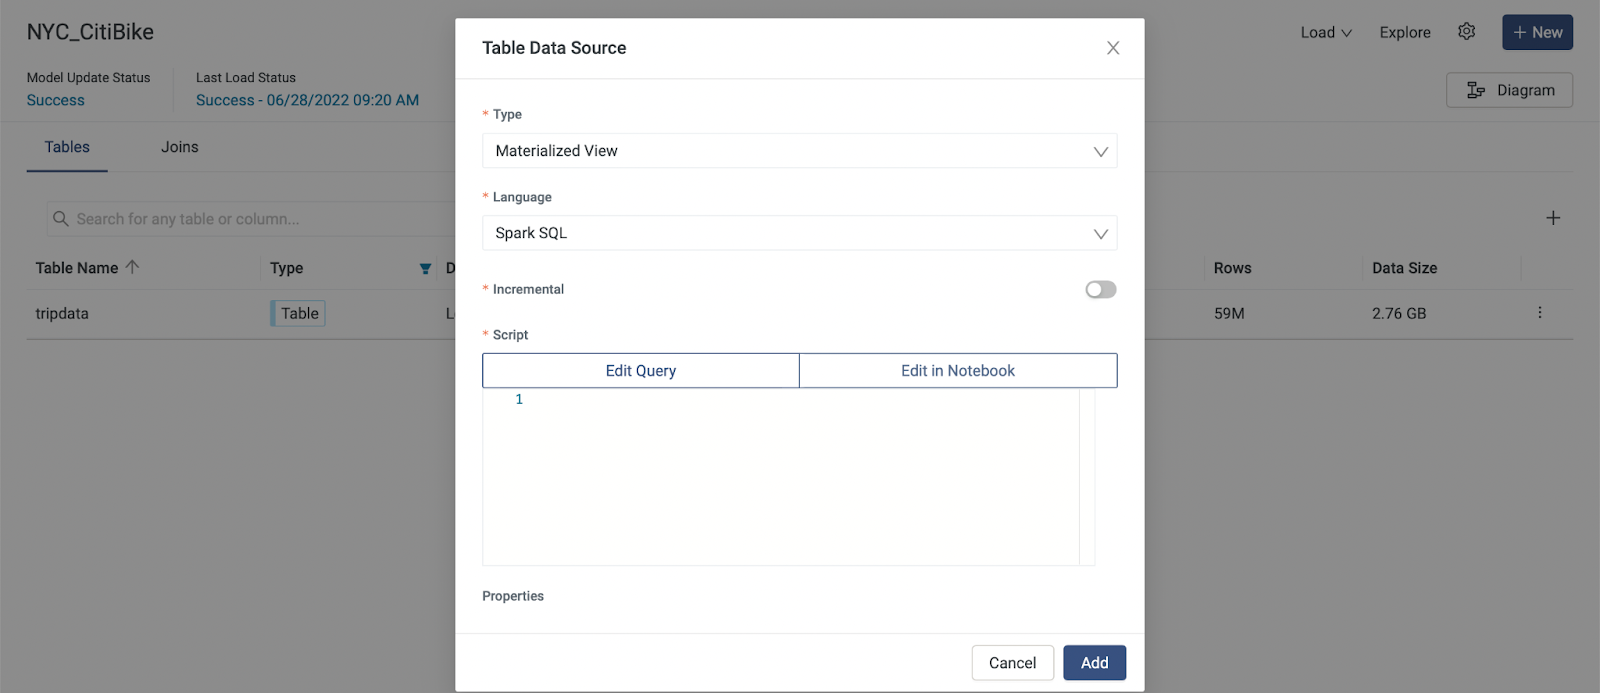 NYC_CitiBike
Load
Explore
+ New
Model Update Status
Success
Last Load Status
Success - 06/28/2022 09:20 AM
Diagram
Tables
Joins
Search for any table or column...
Table Name
Type
D
Rows
Data Size
tripdata
Table
L
59M
2.76 GB
Table Data Source
* Type
Materialized View
* Language
Spark SQL
* Incremental
* Script
Edit Query
Edit in Notebook
1
Properties
Cancel
Add